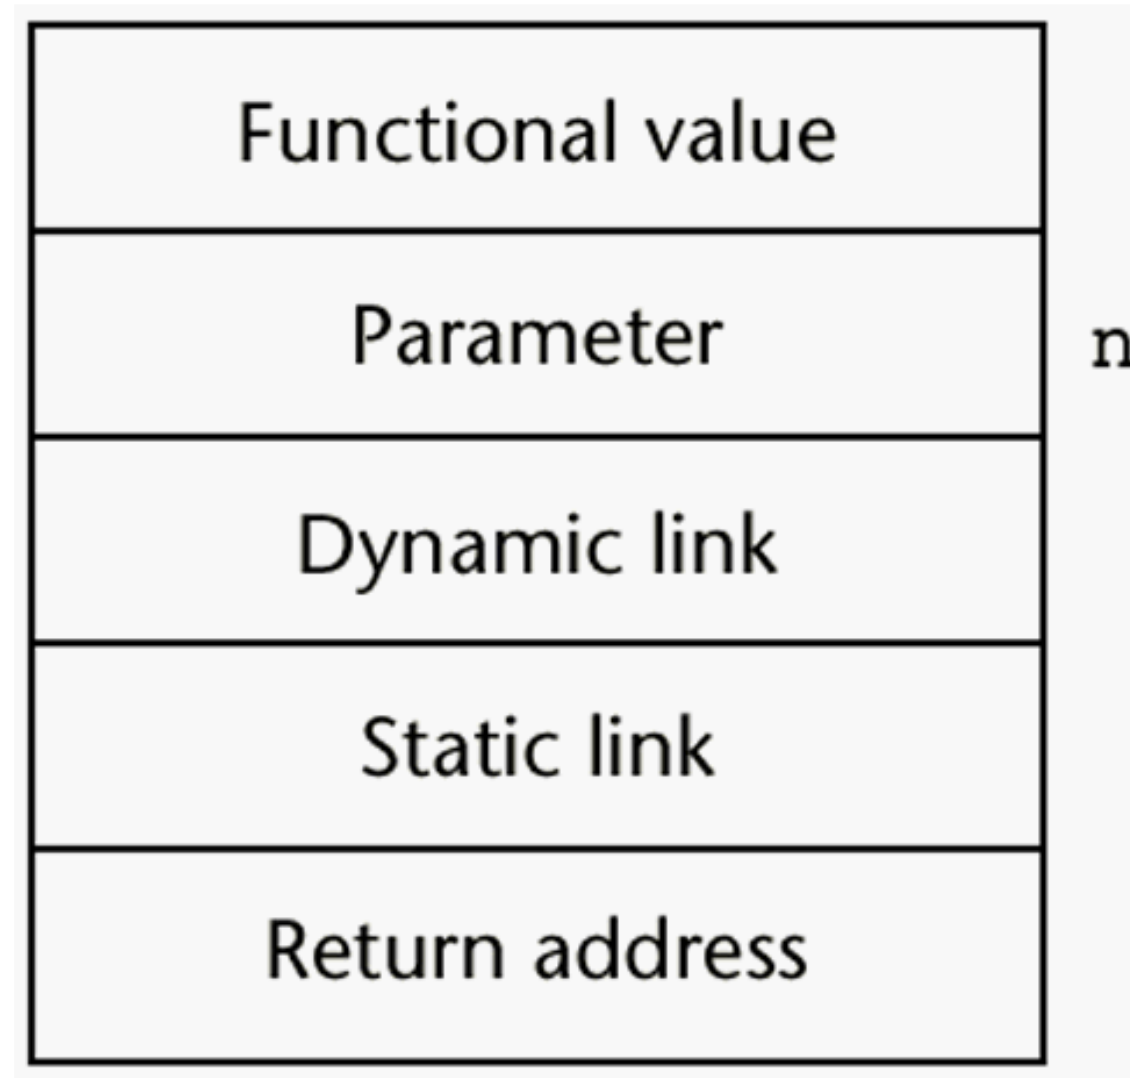 Functional value
Parameter n
Dynamic link
Static link
Return address